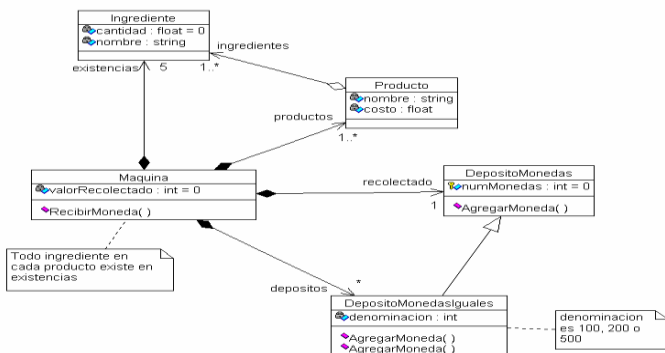 Ingrediente
cantidad : float = 0
nombre : string
ingredientes
existencias
5
1..*
Producto
nombre : string
costo : float
productos
1..*
Maquina
valorRecolectado : int = 0
RecibirMoneda( )
recolectado
1
DepositoMonedas
numMonedas : int = 0
AgregarMoneda( )
Todo ingrediente en
cada producto existe en
existencias
depositos
*
DepositoMonedasIguales
denominacion : int
AgregarMoneda( )
AgregarMoneda( )
denominacion
es 100, 200 o
500